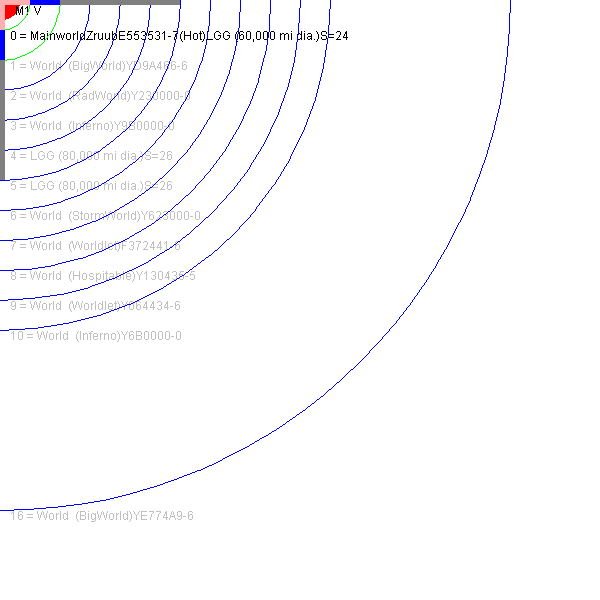 M1 V
0 = MainworldZruubE553531-7(Hot)LGG (60,000 mi dia.)S=24
1 = World  (BigWorld)YD9A466-6
2 = World  (RadWorld)Y230000-0
3 = World  (Inferno)Y9B0000-0
4 = LGG (80,000 mi dia.)S=26
5 = LGG (80,000 mi dia.)S=26
6 = World  (StormWorld)Y623000-0
7 = World  (Worldlet)F372441-6
8 = World  (Hospitable)Y130436-5
9 = World  (Worldlet)Y664434-6
10 = World  (Inferno)Y6B0000-0
16 = World  (BigWorld)YE774A9-6